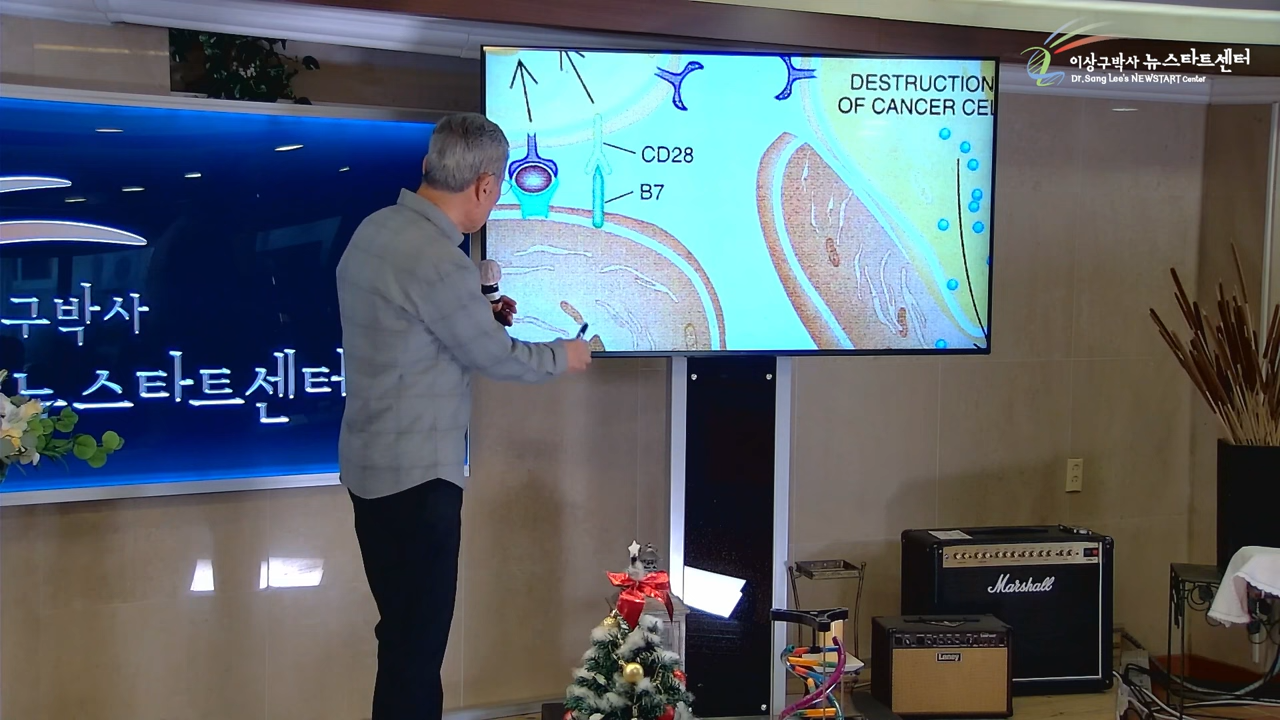 이상구박사 뉴스타트센터
Dr. Sang Lee's NEWSTART Center
DESTRUCTION
OF CANCER CEL
CD28
B7
구박사
뉴스타트센터
Marshall
Laney